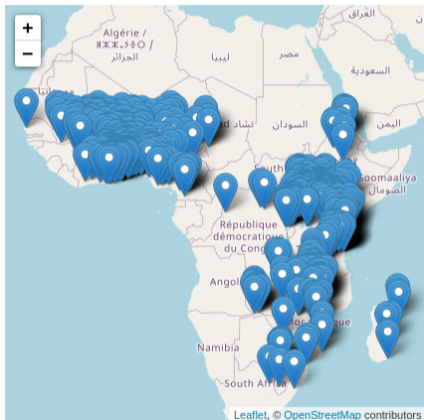 +
−
Algérie /
ⵍⵣⵣⴰⵢⴻⵔ /
الجزائر
ليبيا
مصر
العراق
السعودية
السودان
اليمن
تشاد
South
Soomaaliya
الصومال
République
démocratique
du Congo
Angola
Namibia
South Africa
Leaflet, © OpenStreetMap contributors